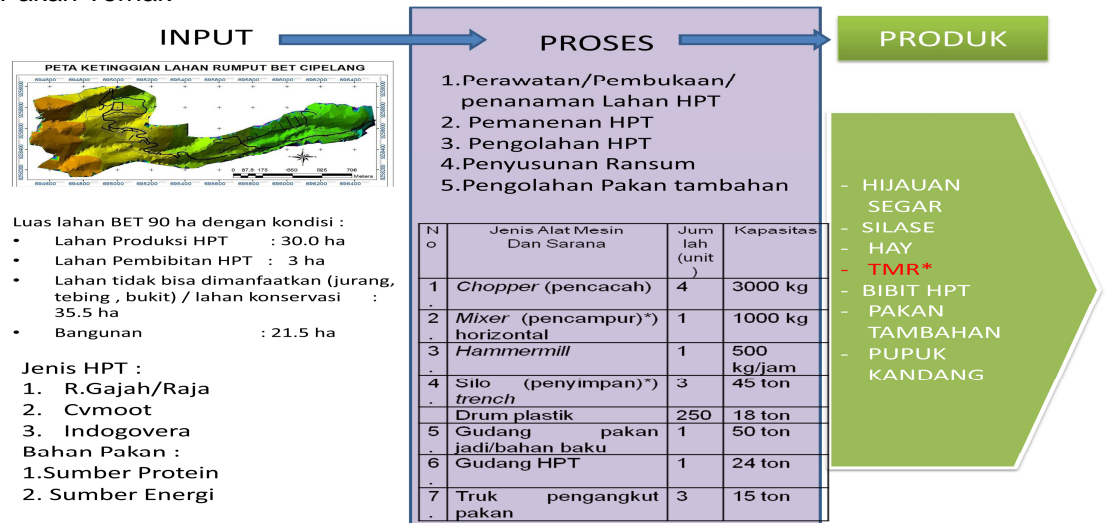 INPUT
PROSES
PRODUK
PETA KETINGGIAN LAHAN RUMPUT BET CIPELANG
0 87.5 175 350 525 700
Meters
Luas lahan BET 90 ha dengan kondisi :
• Lahan Produksi HPT : 30.0 ha
• Lahan Pembibitan HPT : 3 ha
• Lahan tidak bisa dimanfaatkan (jurang,
tebing , bukit) / lahan konservasi :
35.5 ha
• Bangunan : 21.5 ha
Jenis HPT :
1. R.Gajah/Raja
2. Cvmoot
3. Indogovera
Bahan Pakan :
1.Sumber Protein
2. Sumber Energi
1.Perawatan/Pembukaan/
penanaman Lahan HPT
2. Pemanenan HPT
3. Pengolahan HPT
4.Penyusunan Ransum
5.Pengolahan Pakan tambahan
No Jenis Alat Mesin Dan Sarana Jumlah (unit) Kapasitas
1. Chopper (pencacah) 4 3000 kg
2. Mixer (pencampur)*) horizontal 1 1000 kg
3. Hammermill 1 500 kg/jam
4. Silo (penyimpan)*) trench 3 45 ton
Drum plastik 250 18 ton
5. Gudang pakan jadi/bahan baku 1 50 ton
6. Gudang HPT 1 24 ton
7. Truk pengangkut pakan 3 15 ton
- HIJAUAN
SEGAR
- SILASE
- HAY
- TMR*
- BIBIT HPT
- PAKAN
TAMBAHAN
- PUPUK
KANDANG